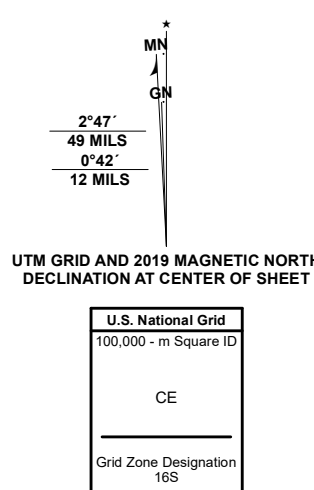 MN
GN
2°47´
49 MILS
0°42´
12 MILS
UTM GRID AND 2019 MAGNETIC NORTH
DECLINATION AT CENTER OF SHEET
U.S. National Grid
100,000 - m Square ID
CE
Grid Zone Designation
16S